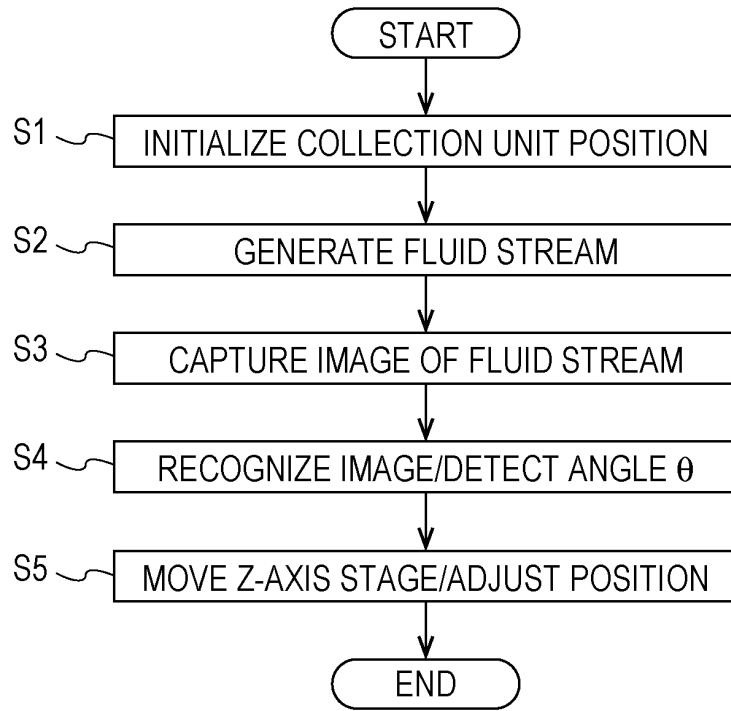 START
S1 INITIALIZE COLLECTION UNIT POSITION
S2 GENERATE FLUID STREAM
S3 CAPTURE IMAGE OF FLUID STREAM
S4 RECOGNIZE IMAGE/DETECT ANGLE θ
S5 MOVE Z-AXIS STAGE/ADJUST POSITION
END